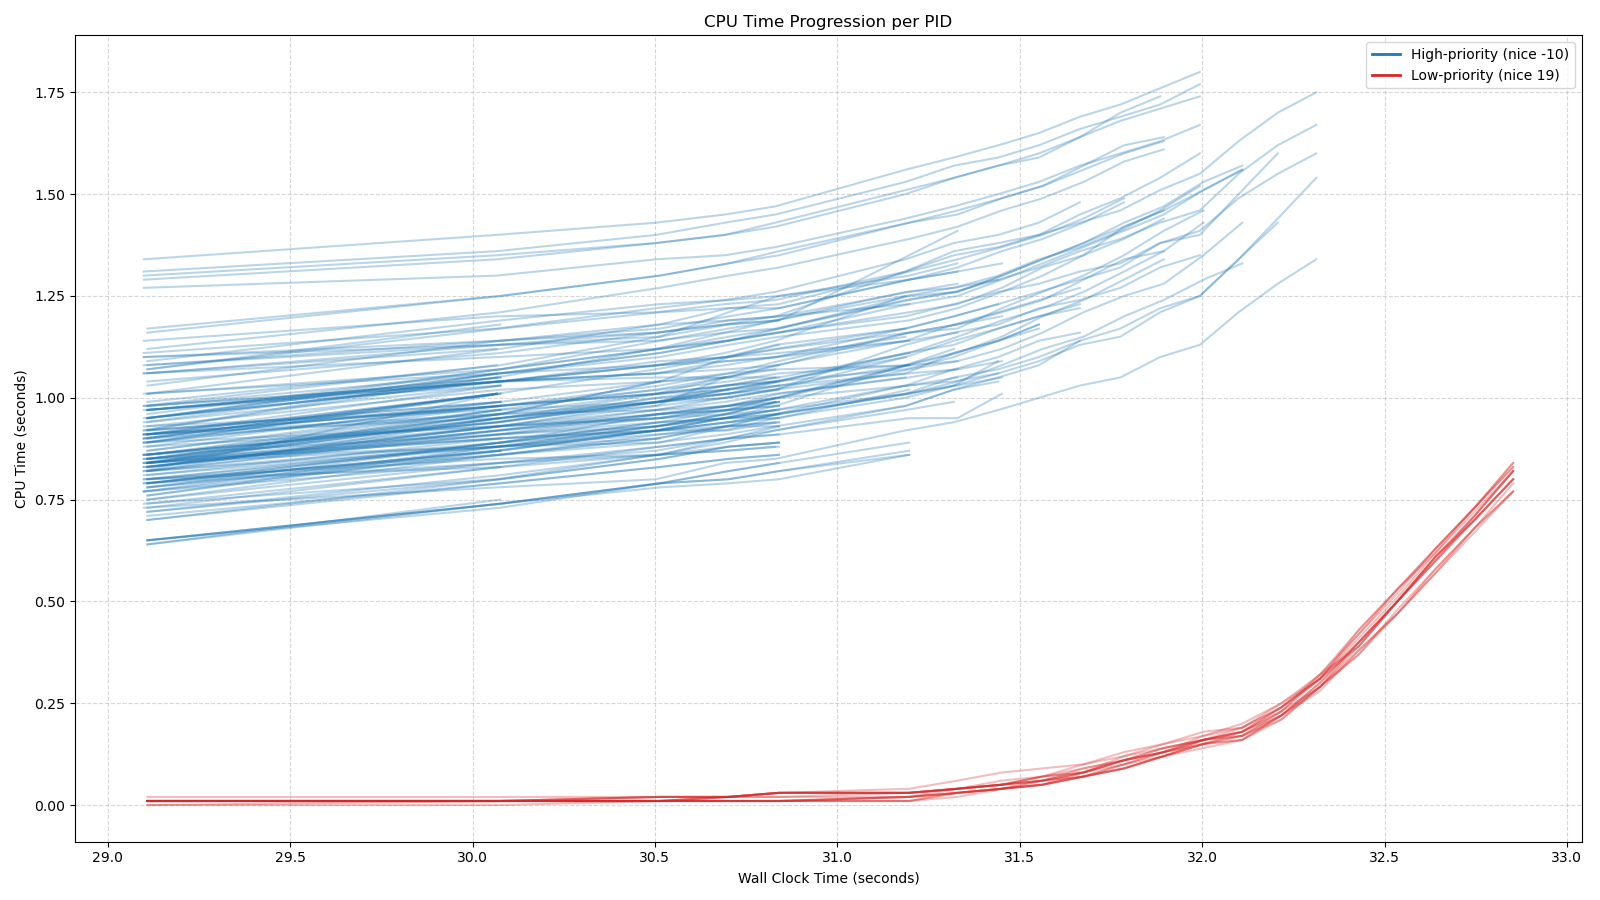 CPU Time Progression per PID
High-priority (nice -10)
Low-priority (nice 19)
CPU Time (seconds)
1.75
1.50
1.25
1.00
0.75
0.50
0.25
0.00
29.0 29.5 30.0 30.5 31.0 31.5 32.0 32.5 33.0
Wall Clock Time (seconds)